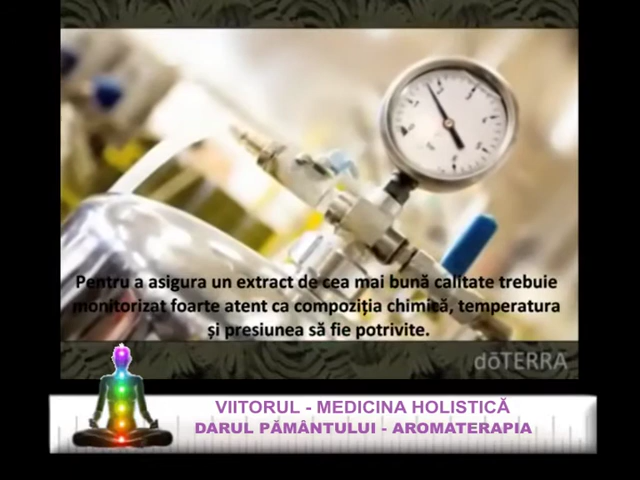 Pentru a asigura un extract de cea mai bună calitate trebuie
monitorizat foarte atent ca compoziția chimică, temperatura
și presiunea să fie potrivite.
dōTERRA
VIITORUL - MEDICINA HOLISTICĂ
DARUL PĂMÂNTULUI - AROMATERAPIA